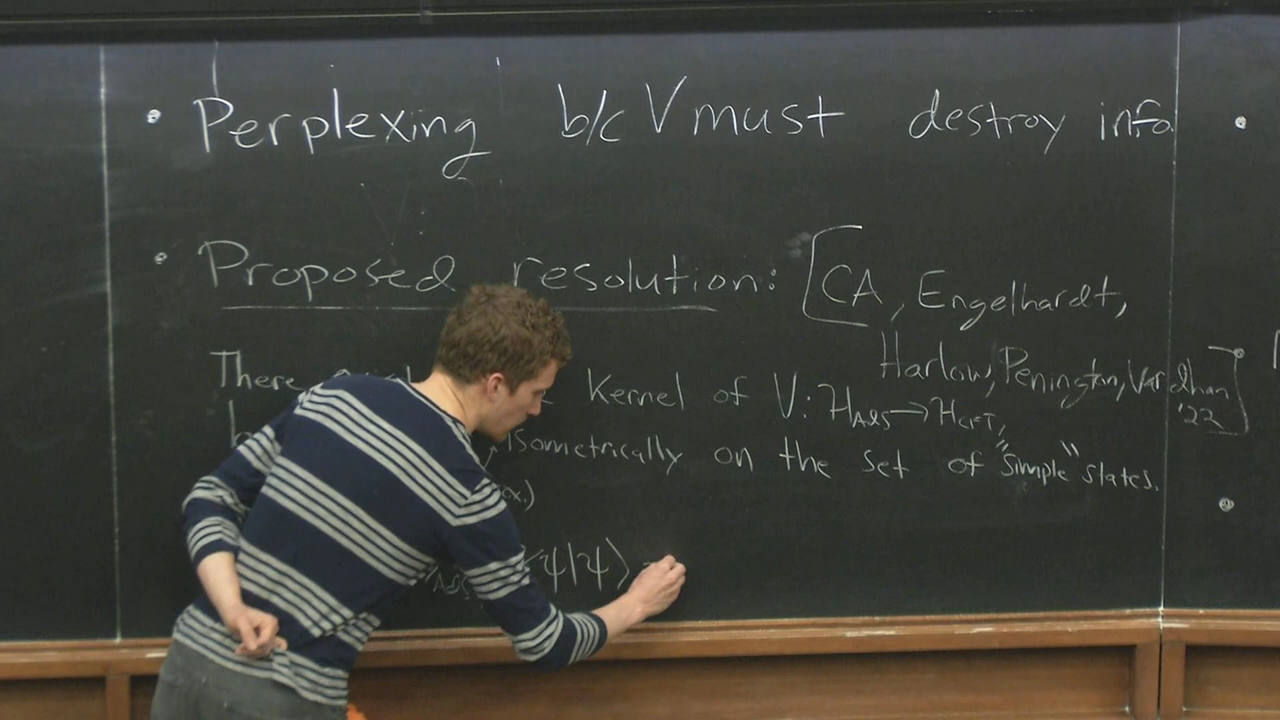 • Perplexing b/c V must destroy info.
• Proposed resolution: [CA, Engelhardt,
Harlow, Penington, Vardhan '22]
There Kernel of V: H_AdS → H_CFT,
isometrically on the set of "simple" states.
⟨ψ|ψ⟩